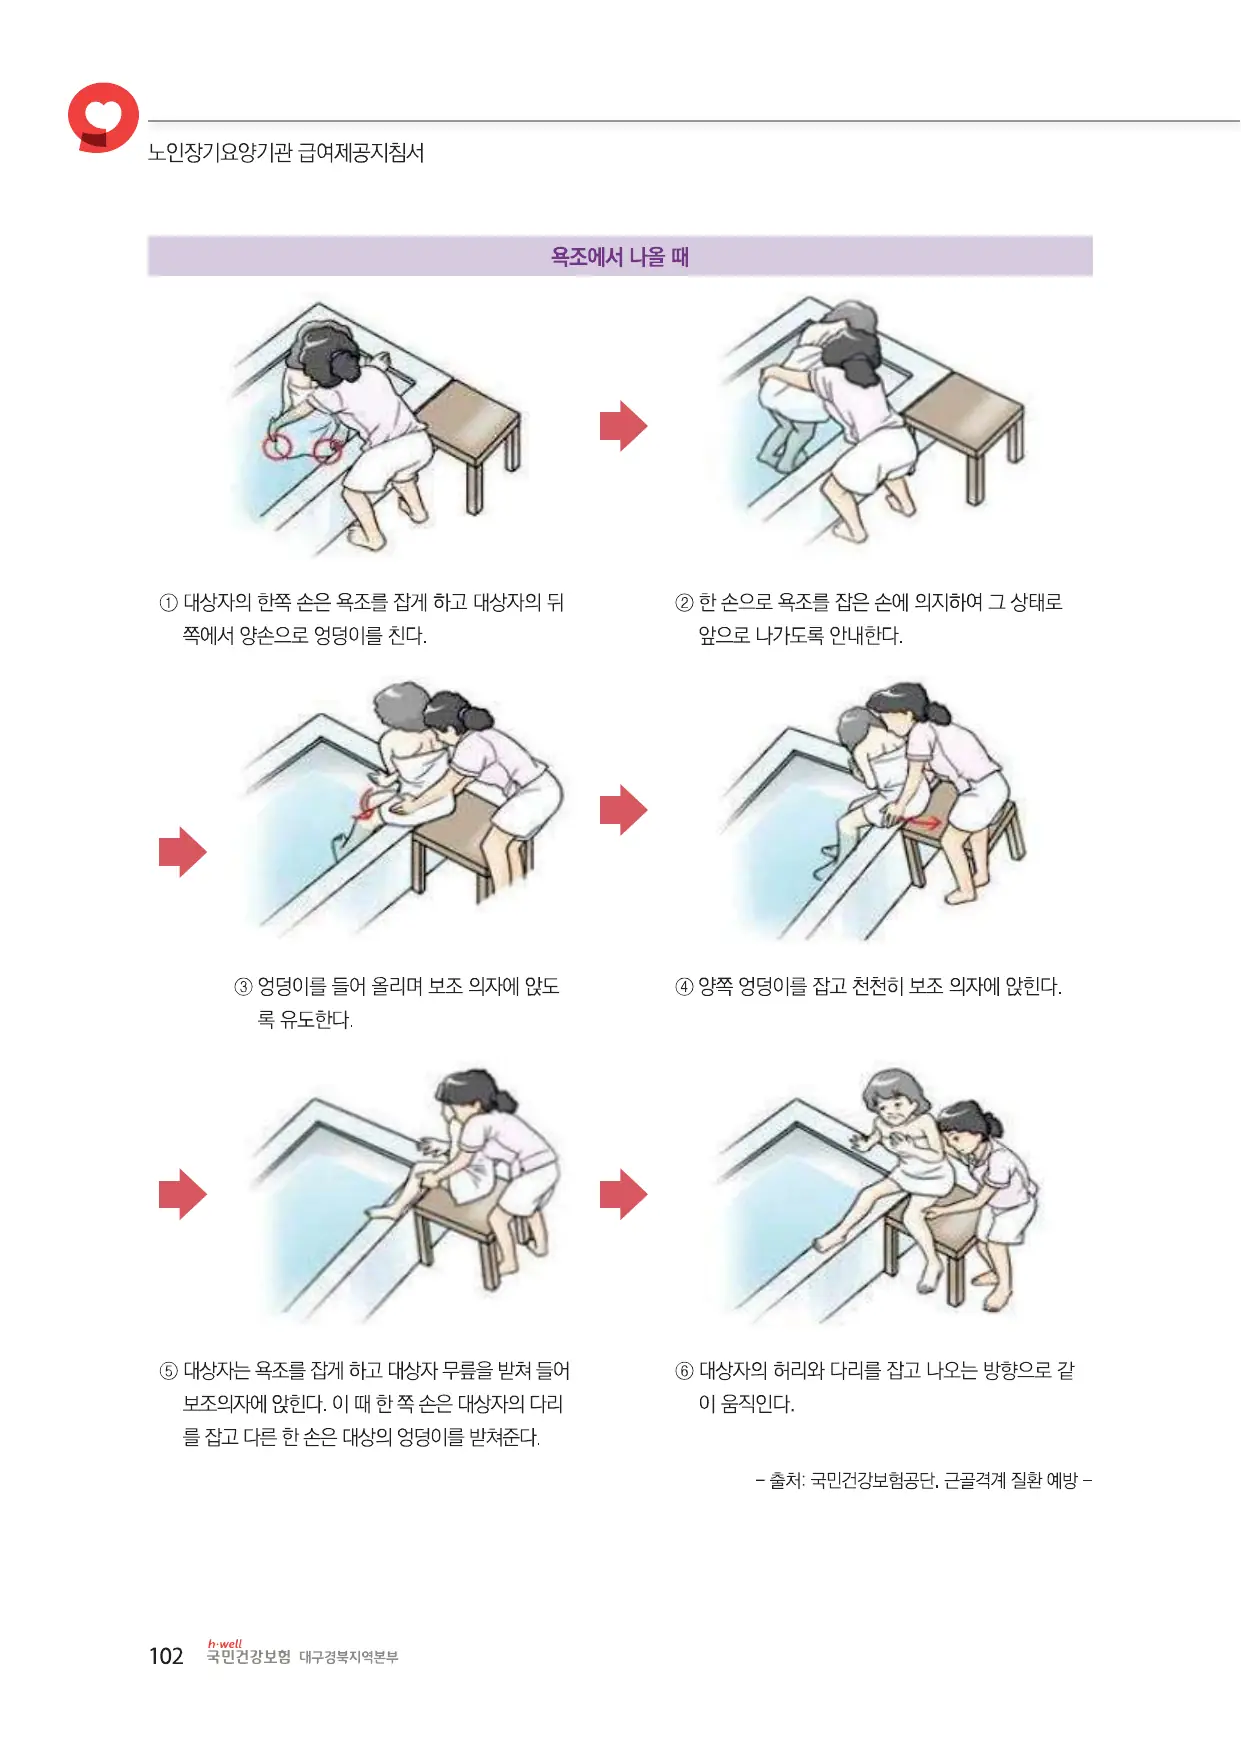 노인장기요양기관 급여제공지침서
욕조에서 나올 때
① 대상자의 한쪽 손은 욕조를 잡게 하고 대상자의 뒤
쪽에서 양손으로 엉덩이를 친다.
② 한 손으로 욕조를 잡은 손에 의지하여 그 상태로
앞으로 나가도록 안내한다.
③ 엉덩이를 들어 올리며 보조 의자에 앉도
록 유도한다.
④ 양쪽 엉덩이를 잡고 천천히 보조 의자에 앉힌다.
⑤ 대상자는 욕조를 잡게 하고 대상자 무릎을 받쳐 들어
보조의자에 앉힌다. 이 때 한 쪽 손은 대상자의 다리
를 잡고 다른 한 손은 대상의 엉덩이를 받쳐준다.
⑥ 대상자의 허리와 다리를 잡고 나오는 방향으로 같
이 움직인다.
– 출처: 국민건강보험공단. 근골격계 질환 예방 –
h·well
102 국민건강보험 대구경북지역본부